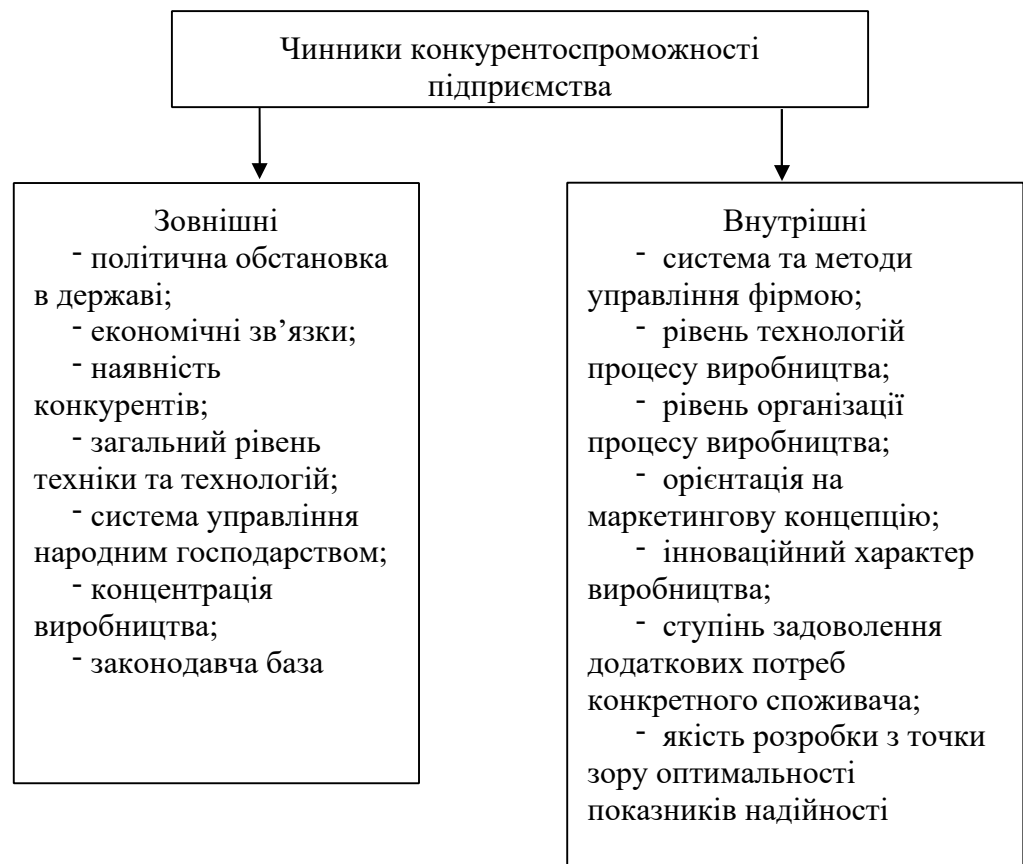 Чинники конкурентоспроможності
підприємства
Зовнішні
- політична обстановка
в державі;
- економічні зв’язки;
- наявність
конкурентів;
- загальний рівень
техніки та технологій;
- система управління
народним господарством;
- концентрація
виробництва;
- законодавча база
Внутрішні
- система та методи
управління фірмою;
- рівень технологій
процесу виробництва;
- рівень організації
процесу виробництва;
- орієнтація на
маркетингову концепцію;
- інноваційний характер
виробництва;
- ступінь задоволення
додаткових потреб
конкретного споживача;
- якість розробки з точки
зору оптимальності
показників надійності